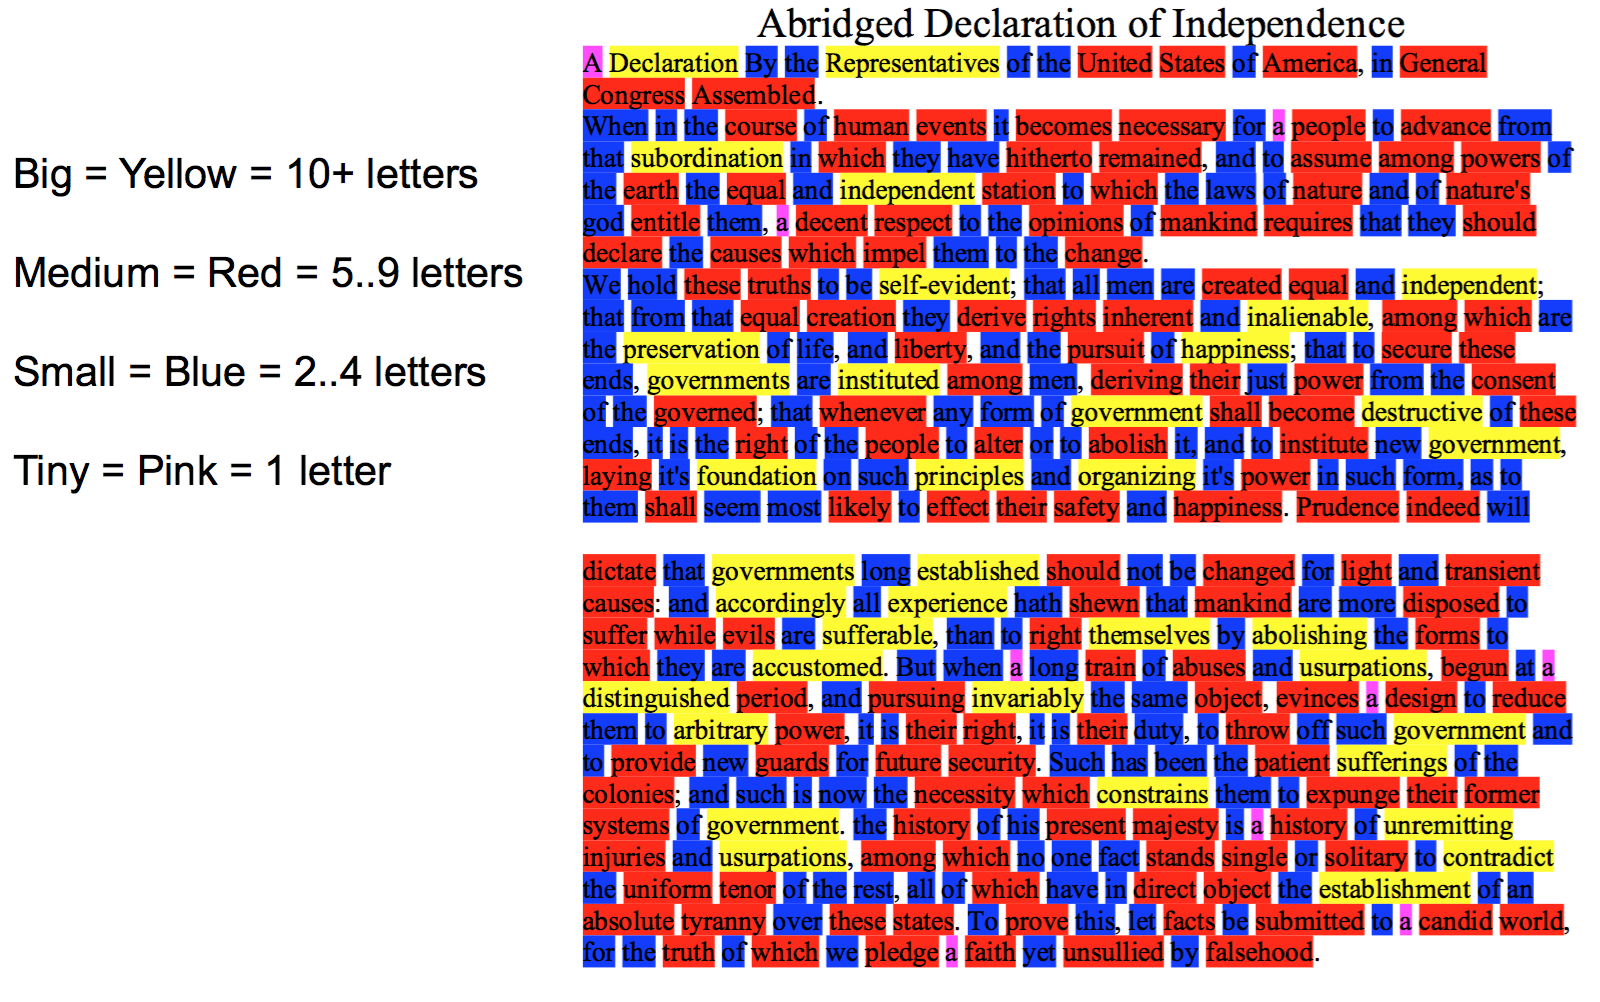 Abridged Declaration of Independence
A Declaration By the Representatives of the United States of America, in General
Congress Assembled.
When in the course of human events it becomes necessary for a people to advance from
that subordination in which they have hitherto remained, and to assume among powers of
the earth the equal and independent station to which the laws of nature and of nature's
god entitle them, a decent respect to the opinions of mankind requires that they should
declare the causes which impel them to the change.
We hold these truths to be self-evident; that all men are created equal and independent;
that from that equal creation they derive rights inherent and inalienable, among which are
the preservation of life, and liberty, and the pursuit of happiness; that to secure these
ends, governments are instituted among men, deriving their just power from the consent
of the governed; that whenever any form of government shall become destructive of these
ends, it is the right of the people to alter or to abolish it, and to institute new government,
laying it's foundation on such principles and organizing it's power in such form, as to
them shall seem most likely to effect their safety and happiness. Prudence indeed will
dictate that governments long established should not be changed for light and transient
causes: and accordingly all experience hath shewn that mankind are more disposed to
suffer while evils are sufferable, than to right themselves by abolishing the forms to
which they are accustomed. But when a long train of abuses and usurpations, begun at a
distinguished period, and pursuing invariably the same object, evinces a design to reduce
them to arbitrary power, it is their right, it is their duty, to throw off such government and
to provide new guards for future security. Such has been the patient sufferings of the
colonies; and such is now the necessity which constrains them to expunge their former
systems of government. the history of his present majesty is a history of unremitting
injuries and usurpations, among which no one fact stands single or solitary to contradict
the uniform tenor of the rest, all of which have in direct object the establishment of an
absolute tyranny over these states. To prove this, let facts be submitted to a candid world,
for the truth of which we pledge a faith yet unsullied by falsehood.
Big = Yellow = 10+ letters
Medium = Red = 5..9 letters
Small = Blue = 2..4 letters
Tiny = Pink = 1 letter